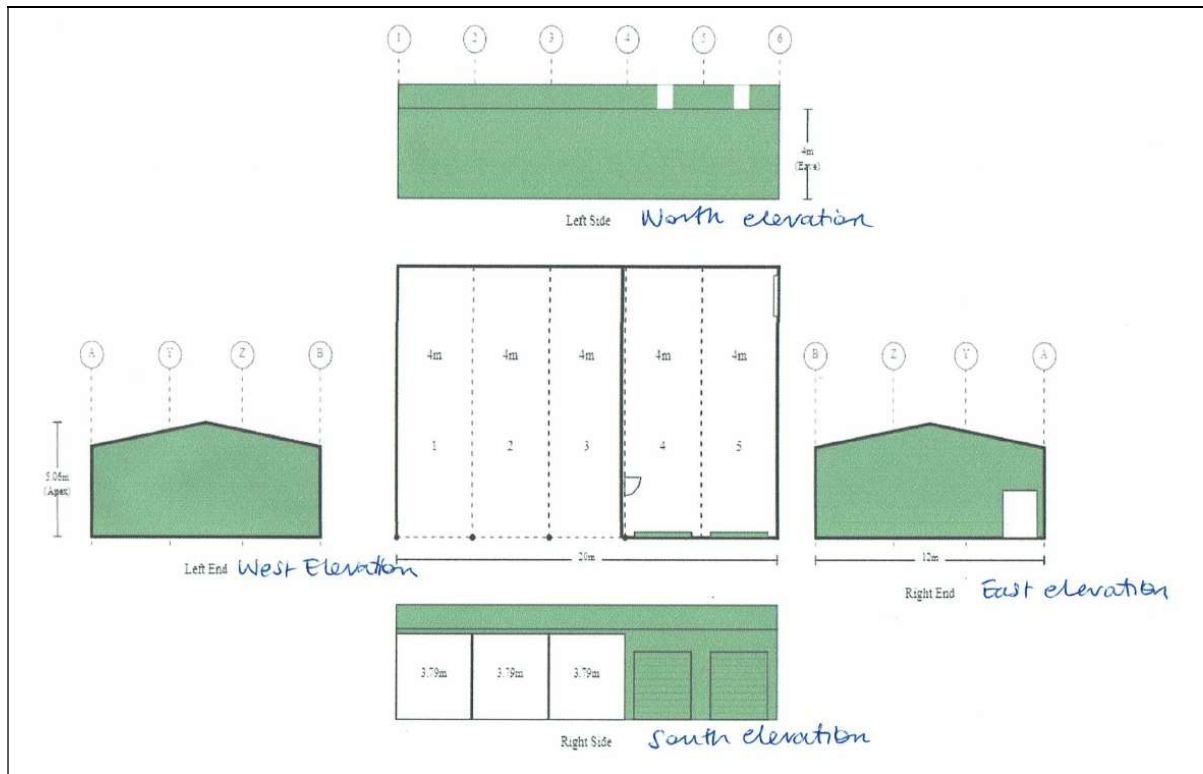 1 2 3 4 5 6
4m
(Eave)
Left Side North elevation
A Y Z B
4m 4m 4m 4m 4m
B Z Y A
1 2 3 4 5
5.06m
(Apex)
20m
12m
Left End West Elevation
Right End East elevation
3.79m 3.79m 3.79m
Right Side South elevation